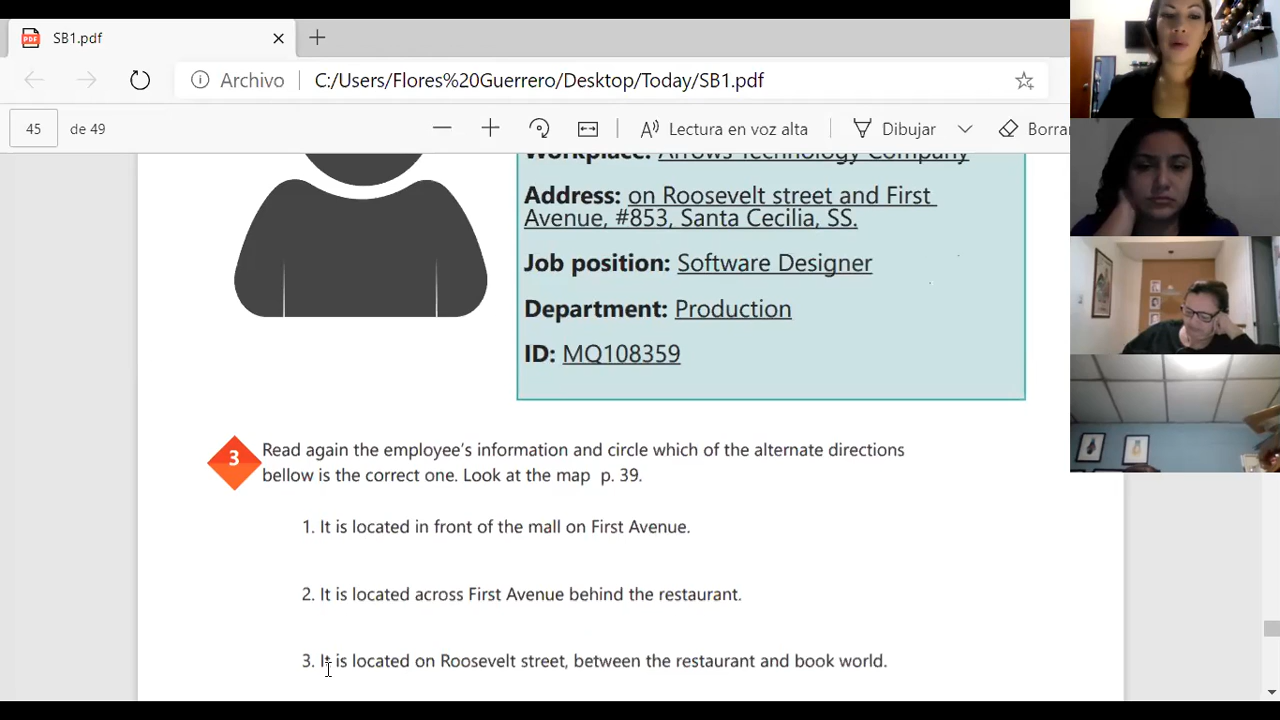 SB1.pdf
Archivo
C:/Users/Flores%20Guerrero/Desktop/Today/SB1.pdf
45 de 49
Lectura en voz alta
Dibujar
Borrar
Workplace: Arrows Technology Company
Address: on Roosevelt street and First
Avenue, #853, Santa Cecilia, SS.
Job position: Software Designer
Department: Production
ID: MQ108359
3
Read again the employee’s information and circle which of the alternate directions
bellow is the correct one. Look at the map p. 39.
1. It is located in front of the mall on First Avenue.
2. It is located across First Avenue behind the restaurant.
3. It is located on Roosevelt street, between the restaurant and book world.